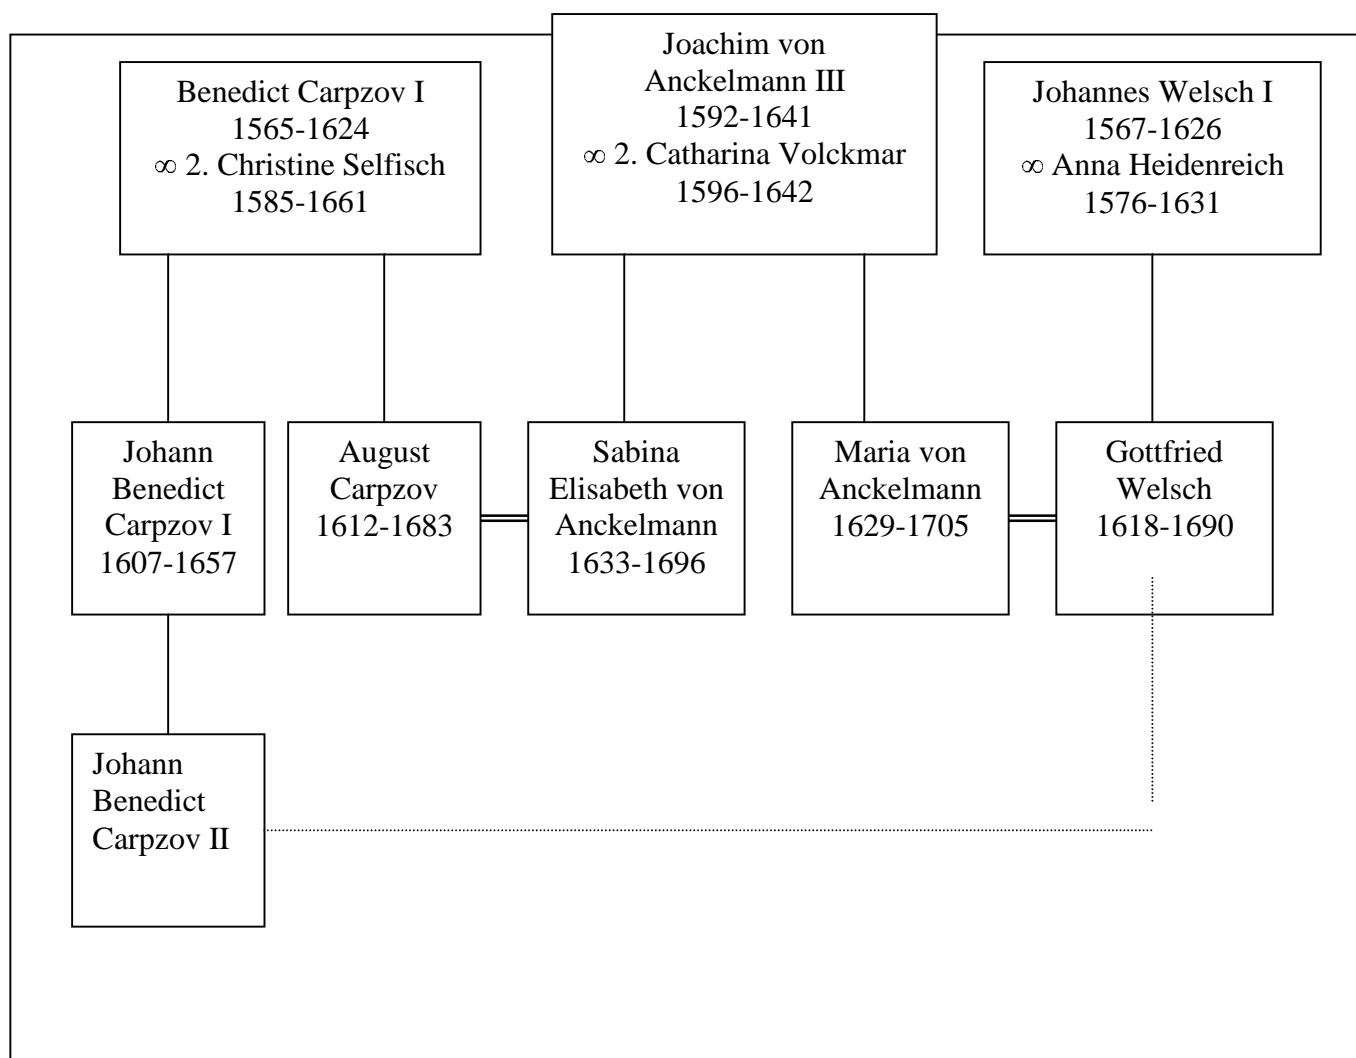 Benedict Carpzov I
1565-1624
∞ 2. Christine Selfisch
1585-1661
Joachim von
Anckelmann III
1592-1641
∞ 2. Catharina Volckmar
1596-1642
Johannes Welsch I
1567-1626
∞ Anna Heidenreich
1576-1631
Johann
Benedict
Carpzov I
1607-1657
August
Carpzov
1612-1683
Sabina
Elisabeth von
Anckelmann
1633-1696
Maria von
Anckelmann
1629-1705
Gottfried
Welsch
1618-1690
Johann
Benedict
Carpzov II